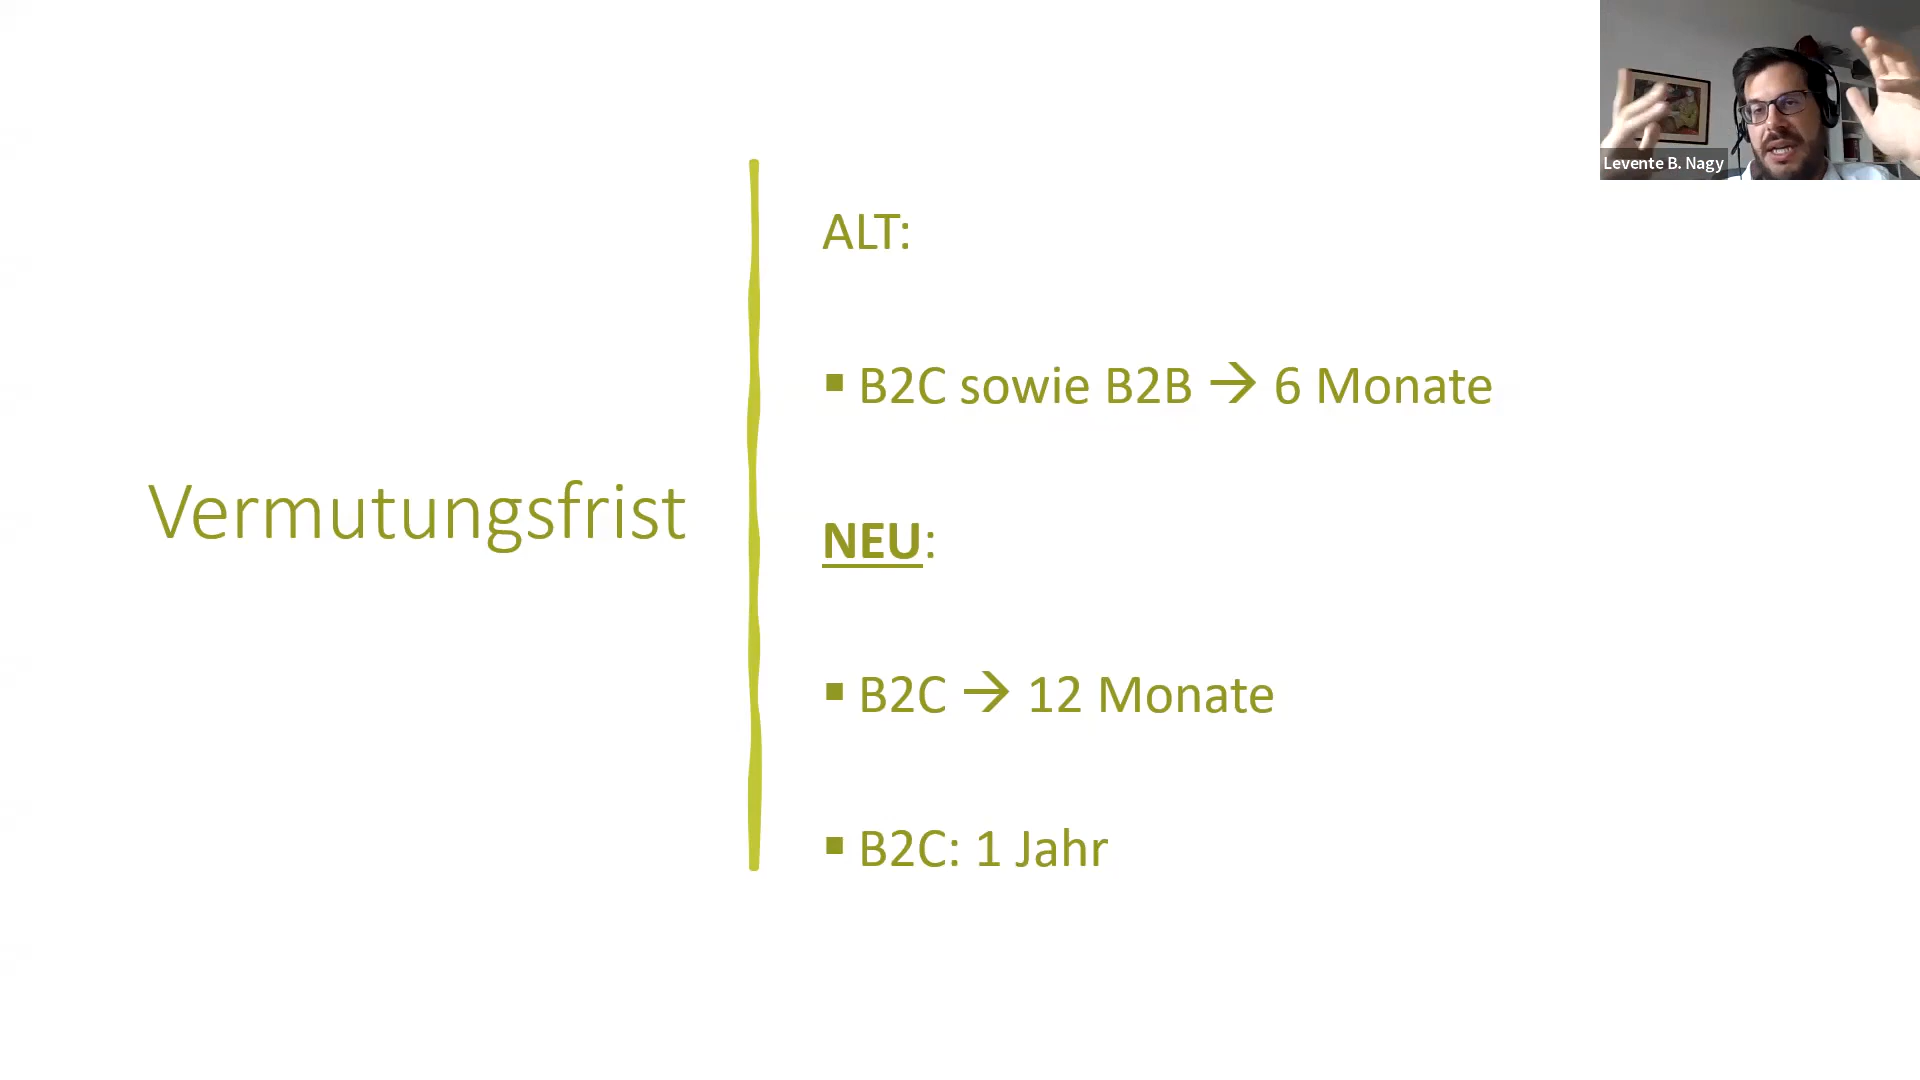 Levente B. Nagy
Vermutungsfrist
ALT:
▪ B2C sowie B2B → 6 Monate
NEU:
▪ B2C → 12 Monate
▪ B2C: 1 Jahr